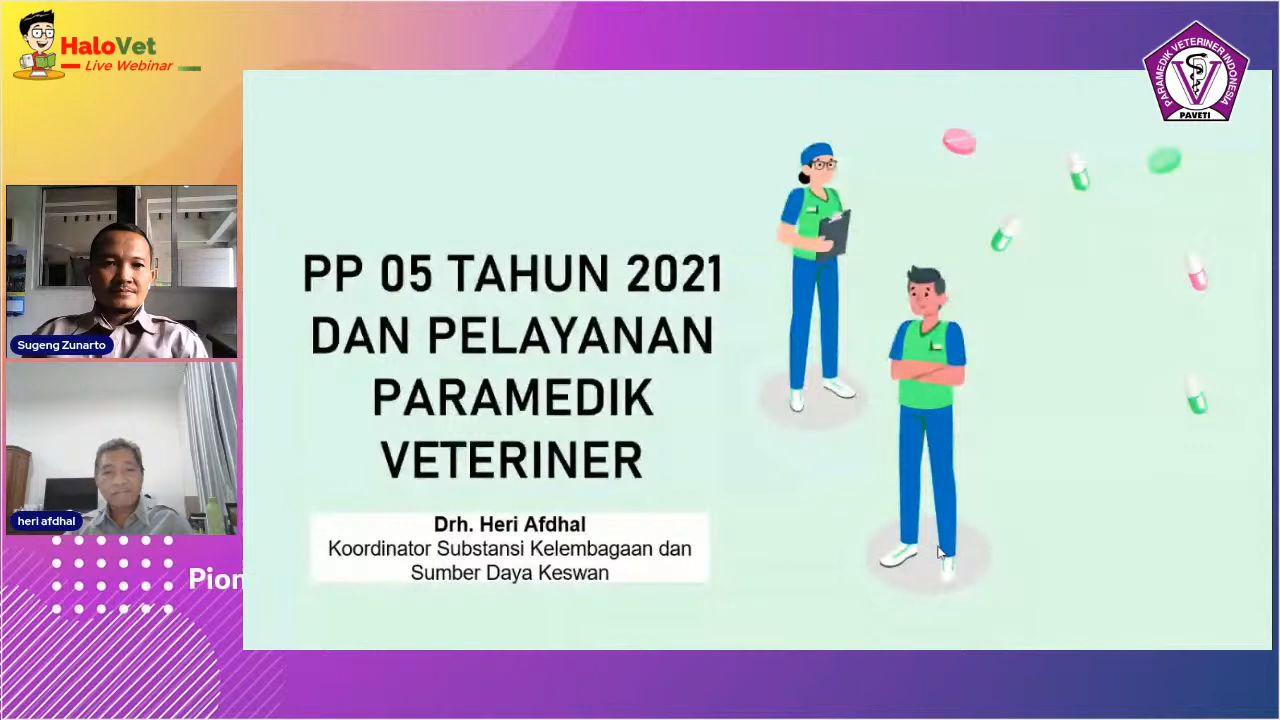 HaloVet
Live Webinar
PARAMEDIK VETERINER INDONESIA
V
PAVETI
PP 05 TAHUN 2021
DAN PELAYANAN
PARAMEDIK
VETERINER
Drh. Heri Afdhal
Koordinator Substansi Kelembagaan dan
Sumber Daya Keswan
Sugeng Zunarto
heri afdhal
Pion